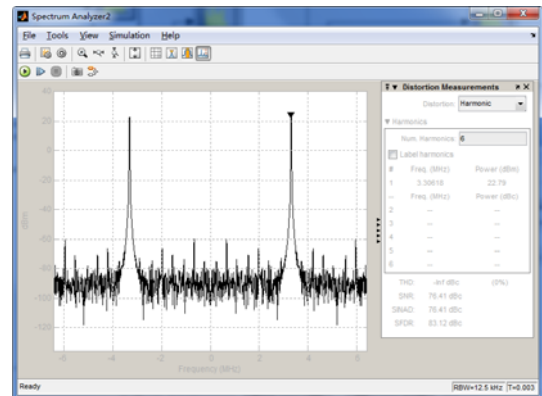 Spectrum Analyzer2
File Tools View Simulation Help
Distortion Measurements
Distortion: Harmonic
Harmonics
Num. Harmonics: 6
Label harmonics
# Freq. (MHz) Power (dBm)
1 3.30618 22.79
-- Freq. (MHz) Power (dBc)
2 -- --
3 -- --
4 -- --
5 -- --
6 -- --
THD: -Inf dBc (0%)
SNR: 76.41 dBc
SINAD: 76.41 dBc
SFDR: 83.12 dBc
40
20
0
-20
-40
-60
-80
-100
-120
dBm
-6 -4 -2 0 2 4 6
Frequency (MHz)
Ready
RBW=12.5 kHz T=0.003